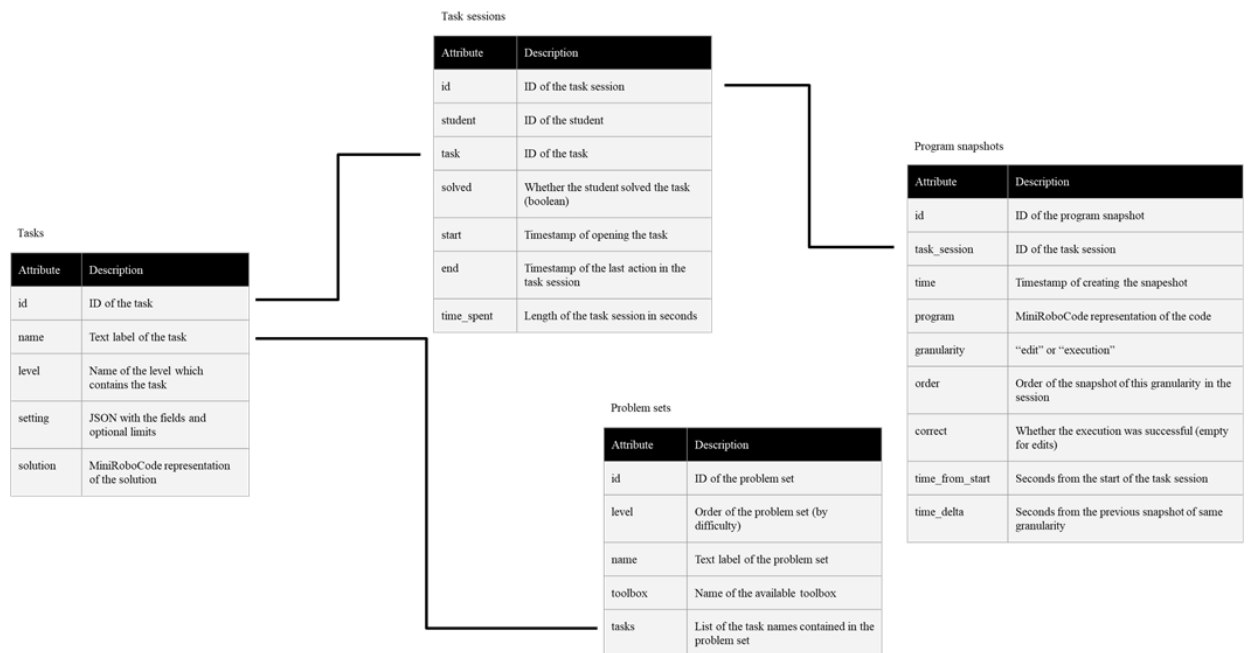 Task sessions
Attribute Description
id ID of the task session
student ID of the student
task ID of the task
solved Whether the student solved the task
(boolean)
start Timestamp of opening the task
end Timestamp of the last action in the
task session
time_spent Length of the task session in seconds
Program snapshots
Attribute Description
id ID of the program snapshot
task_session ID of the task session
time Timestamp of creating the snapeshot
program MiniRoboCode representation of the code
granularity “edit” or “execution”
order Order of the snapshot of this granularity in the
session
correct Whether the execution was successful (empty
for edits)
time_from_start Seconds from the start of the task session
time_delta Seconds from the previous snapshot of same
granularity
Tasks
Attribute Description
id ID of the task
name Text label of the task
level Name of the level which
contains the task
setting JSON with the fields and
optional limits
solution MiniRoboCode representation
of the solution
Problem sets
Attribute Description
id ID of the problem set
level Order of the problem set (by
difficulty)
name Text label of the problem set
toolbox Name of the available toolbox
tasks List of the task names contained in the
problem set